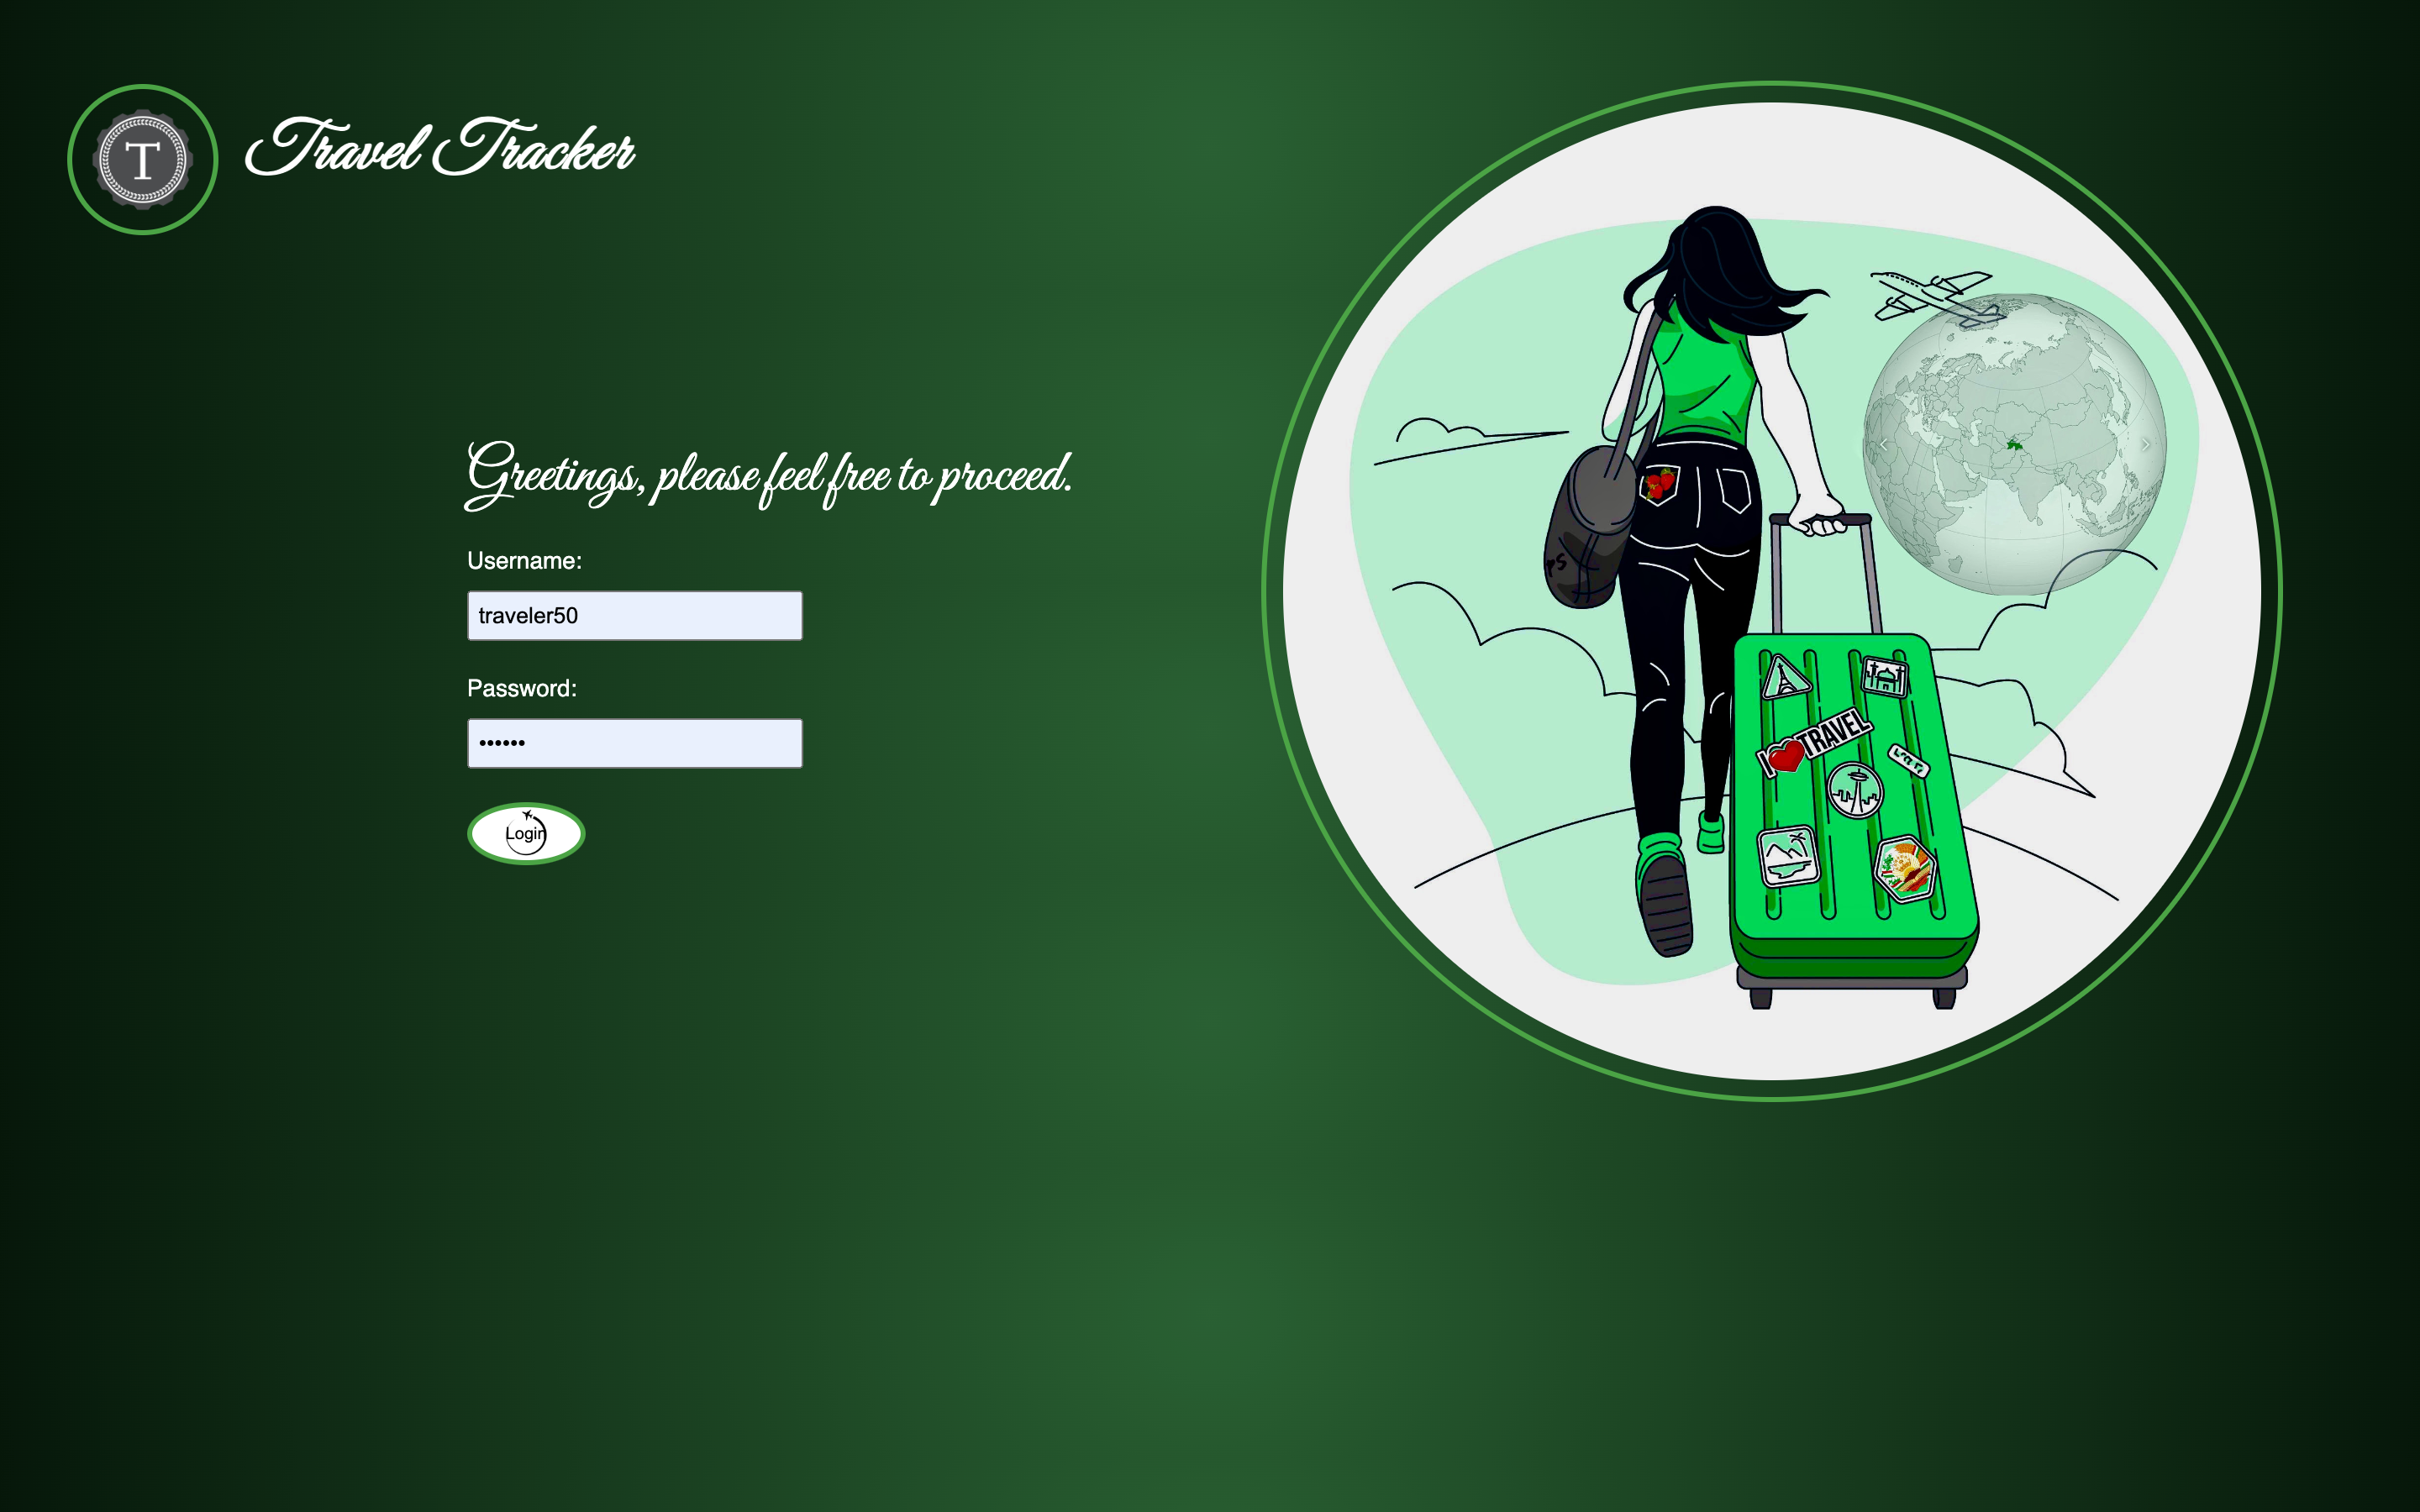 T
Travel Tracker
Greetings, please feel free to proceed.
Username:
traveler50
Password:
••••••
Login
I TRAVEL